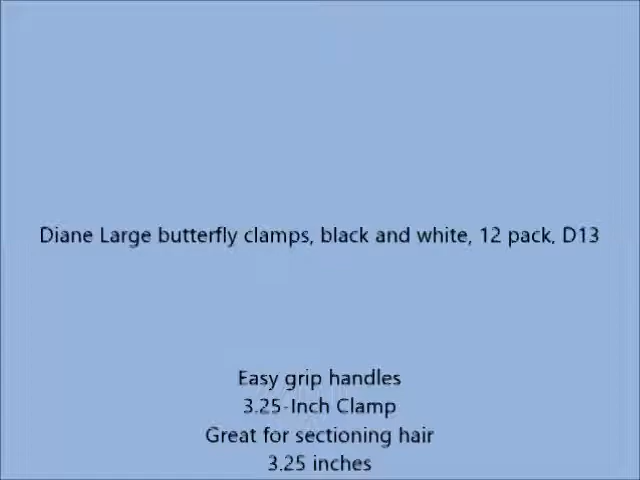 Diane Large butterfly clamps, black and white, 12 pack, D13
Easy grip handles
3.25-Inch Clamp
Great for sectioning hair
3.25 inches